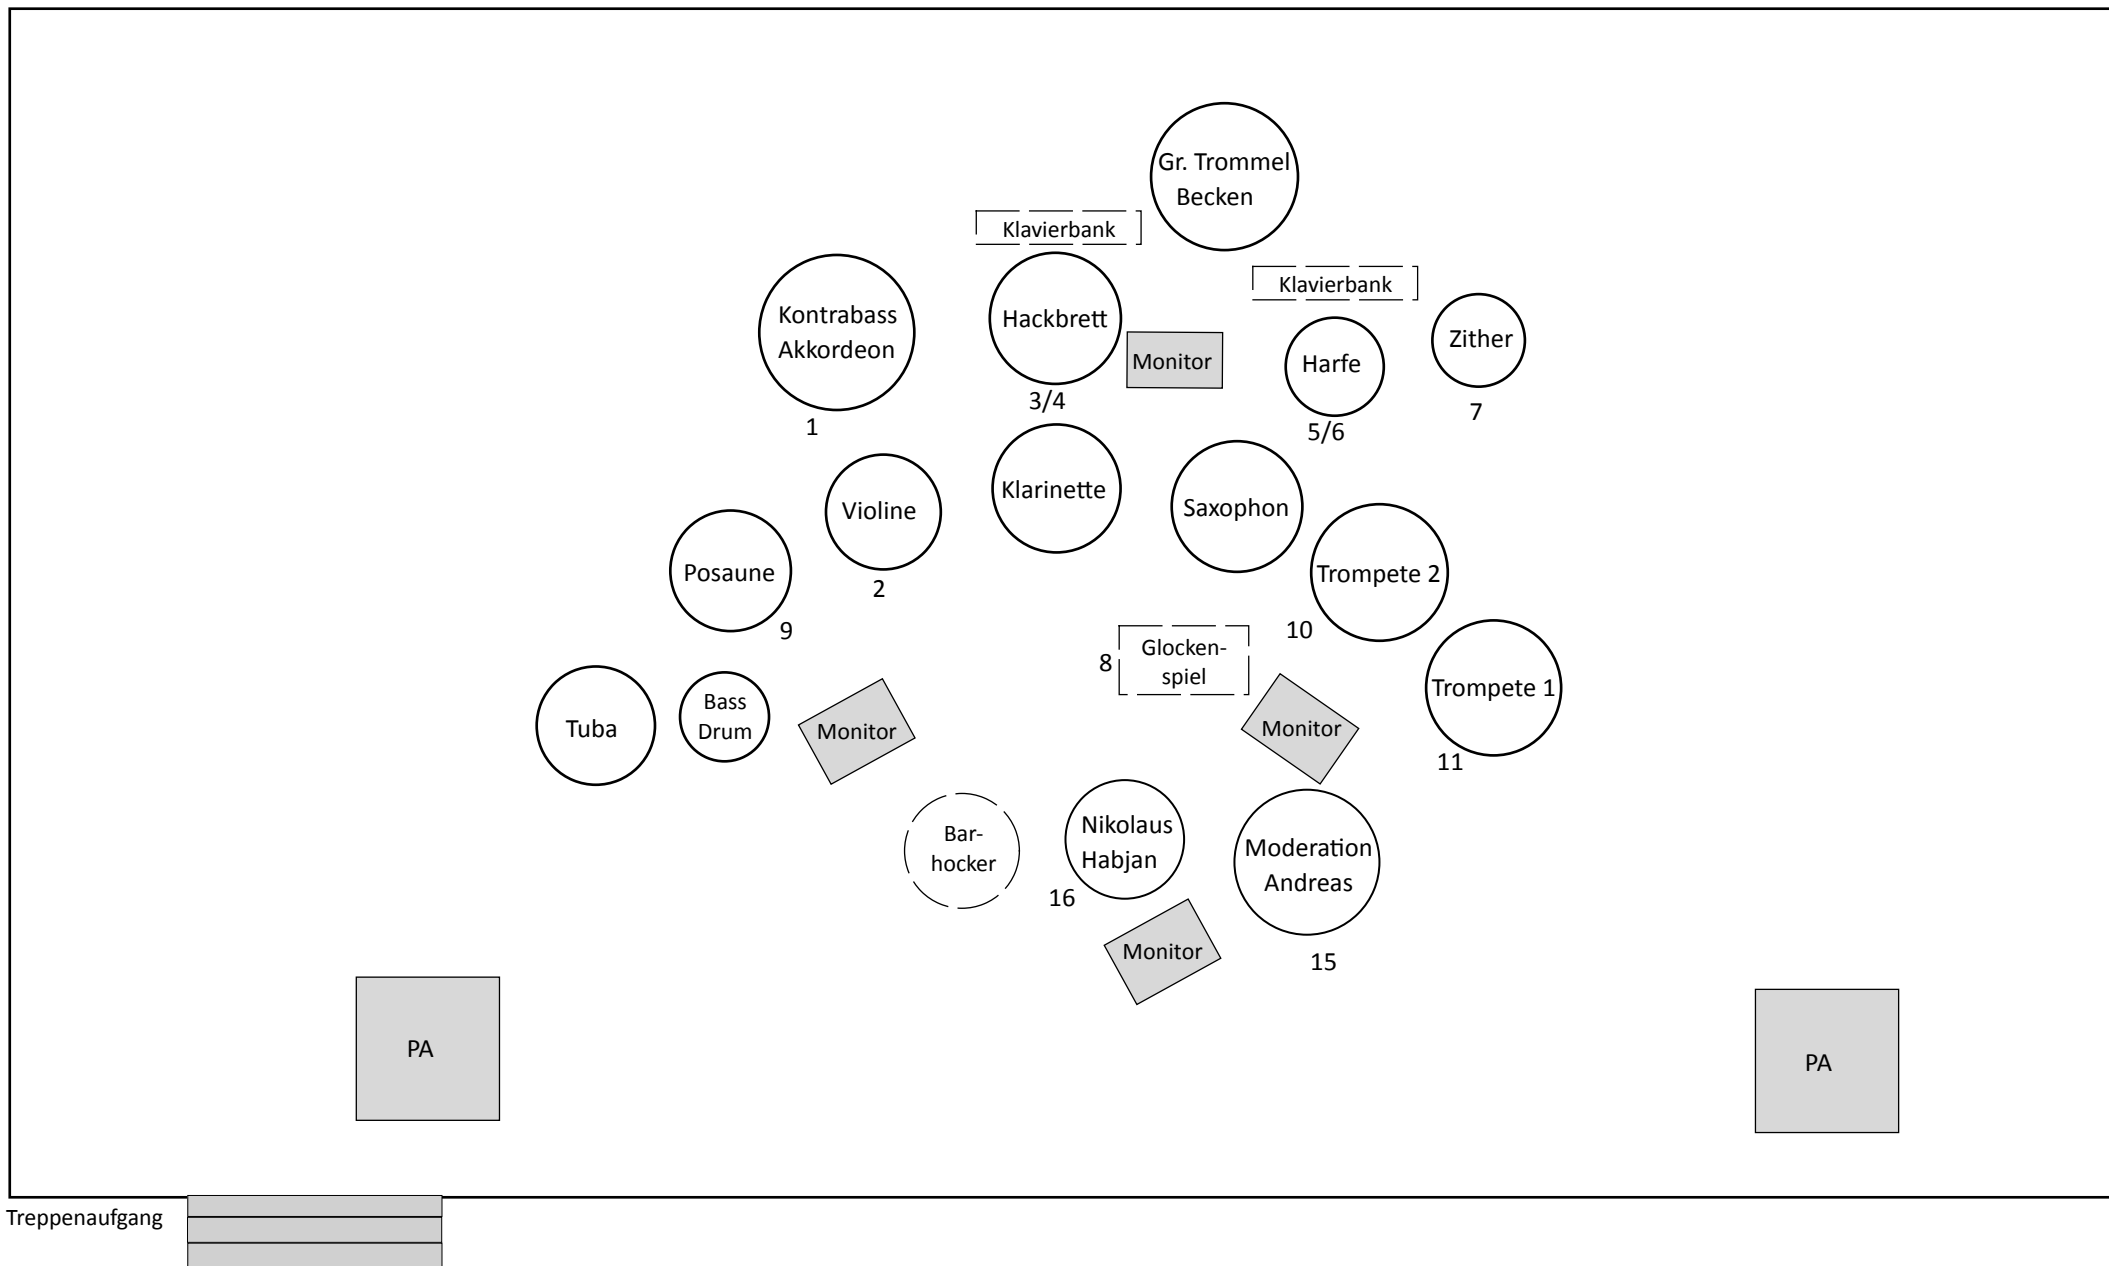 Gr. Trommel
Becken
Klavierbank
Klavierbank
Kontrabass
Akkordeon
1
Hackbrett
3/4
Monitor
Harfe
5/6
Zither
7
Violine
2
Klarinette
Saxophon
Posaune
9
Trompete 2
10
Glocken-
spiel
8
Trompete 1
11
Tuba
Bass
Drum
Monitor
Monitor
Bar-
hocker
Nikolaus
Habjan
16
Moderation
Andreas
15
Monitor
PA
PA
Treppenaufgang